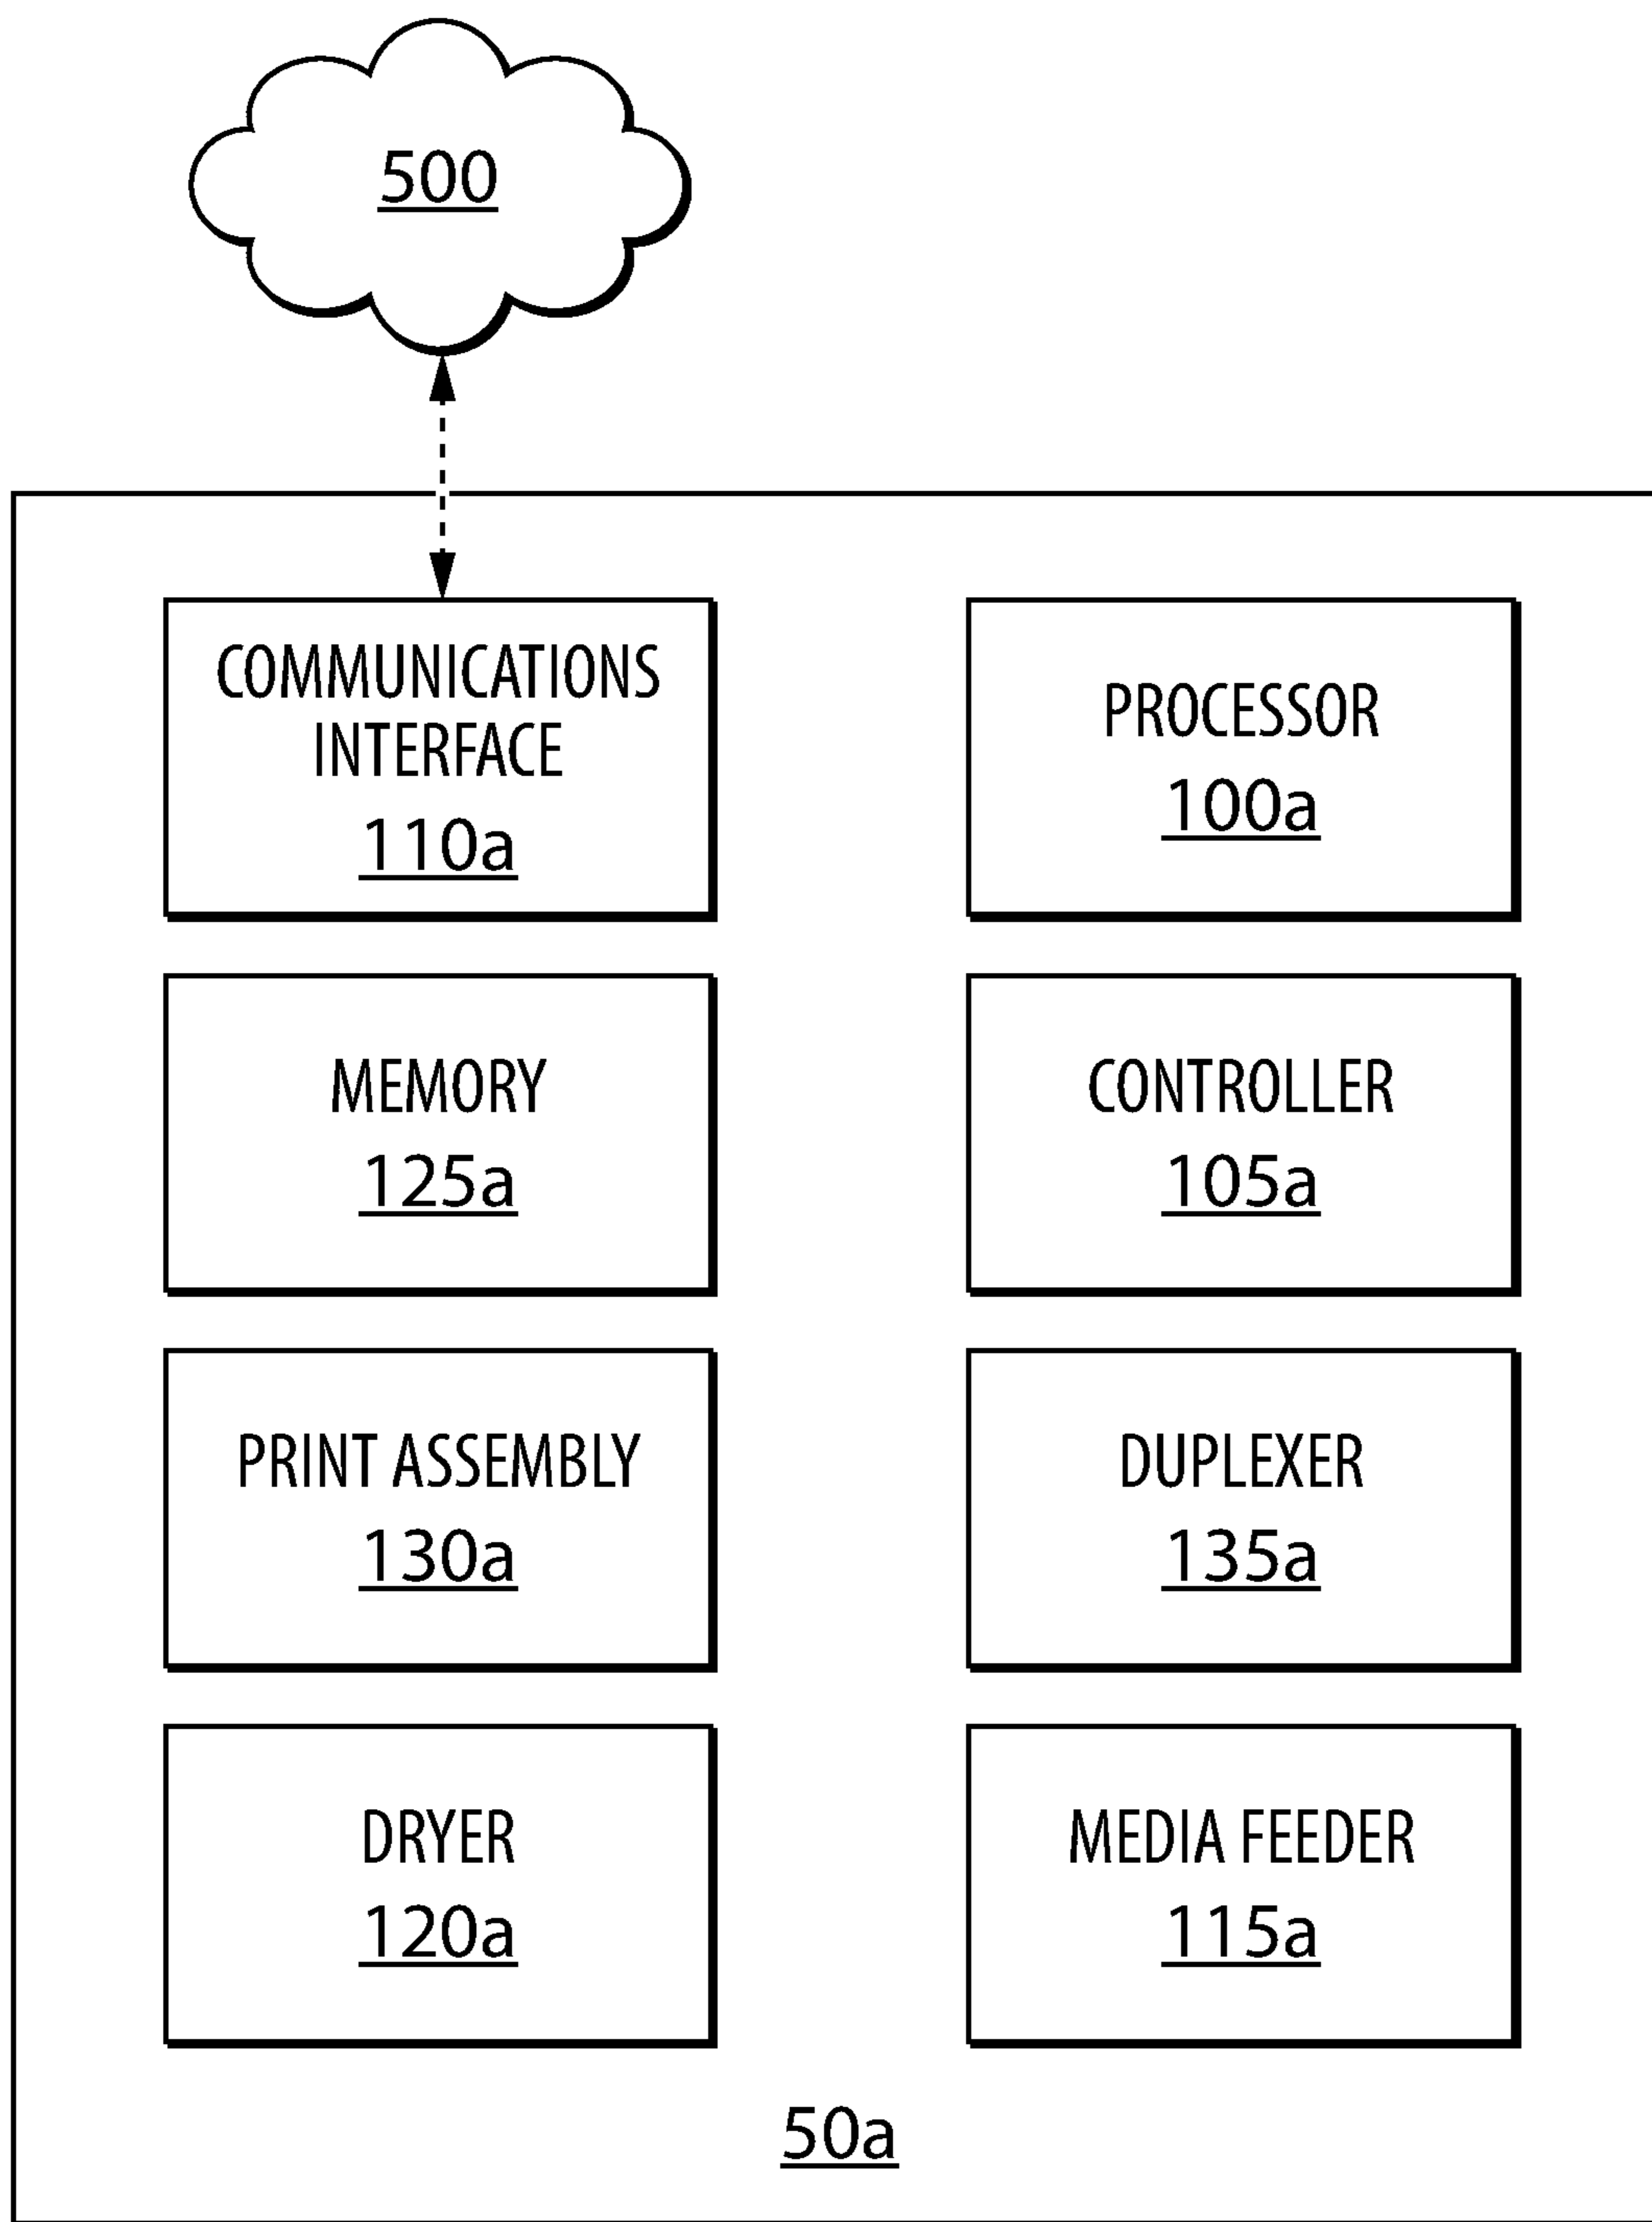 500
COMMUNICATIONS
INTERFACE
110a
PROCESSOR
100a
MEMORY
125a
CONTROLLER
105a
PRINT ASSEMBLY
130a
DUPLEXER
135a
DRYER
120a
MEDIA FEEDER
115a
50a